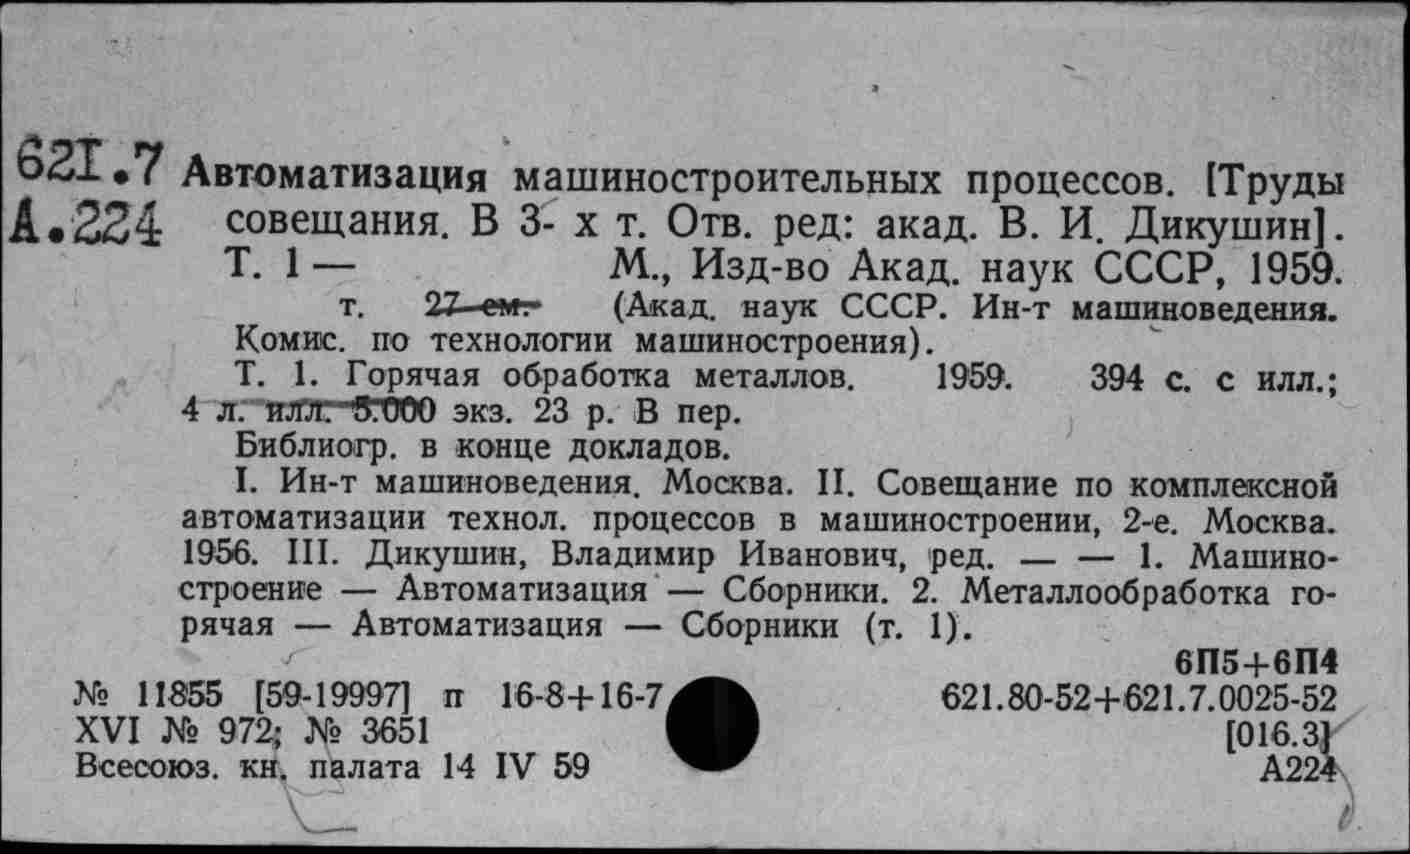 621.7 Автоматизация машиностроительных процессов. [Труды
А.224 совещания. В 3- х т. Отв. ред: акад. В. И. Дикушин].
Т. 1 — М., Изд-во Акад. наук СССР, 1959.
т. 27 см. (Акад. наук СССР. Ин-т машиноведения.
Комис. по технологии машиностроения).
Т. 1. Горячая обработка металлов. 1959. 394 с. с илл.;
4 л. илл. 5.000 экз. 23 р. В пер.
Библиогр. в конце докладов.
I. Ин-т машиноведения. Москва. II. Совещание по комплексной
автоматизации технол. процессов в машиностроении, 2-е. Москва.
1956. III. Дикушин, Владимир Иванович, ред. — — 1. Машино-
строение — Автоматизация — Сборники. 2. Металлообработка го-
рячая — Автоматизация — Сборники (т. 1).
6П5+6П4
№ 11855 [59-19997] п 16-8+16-7 621.80-52+621.7.0025-52
XVI № 972; № 3651 [016.3]
Всесоюз. кн. палата 14 IV 59 А224